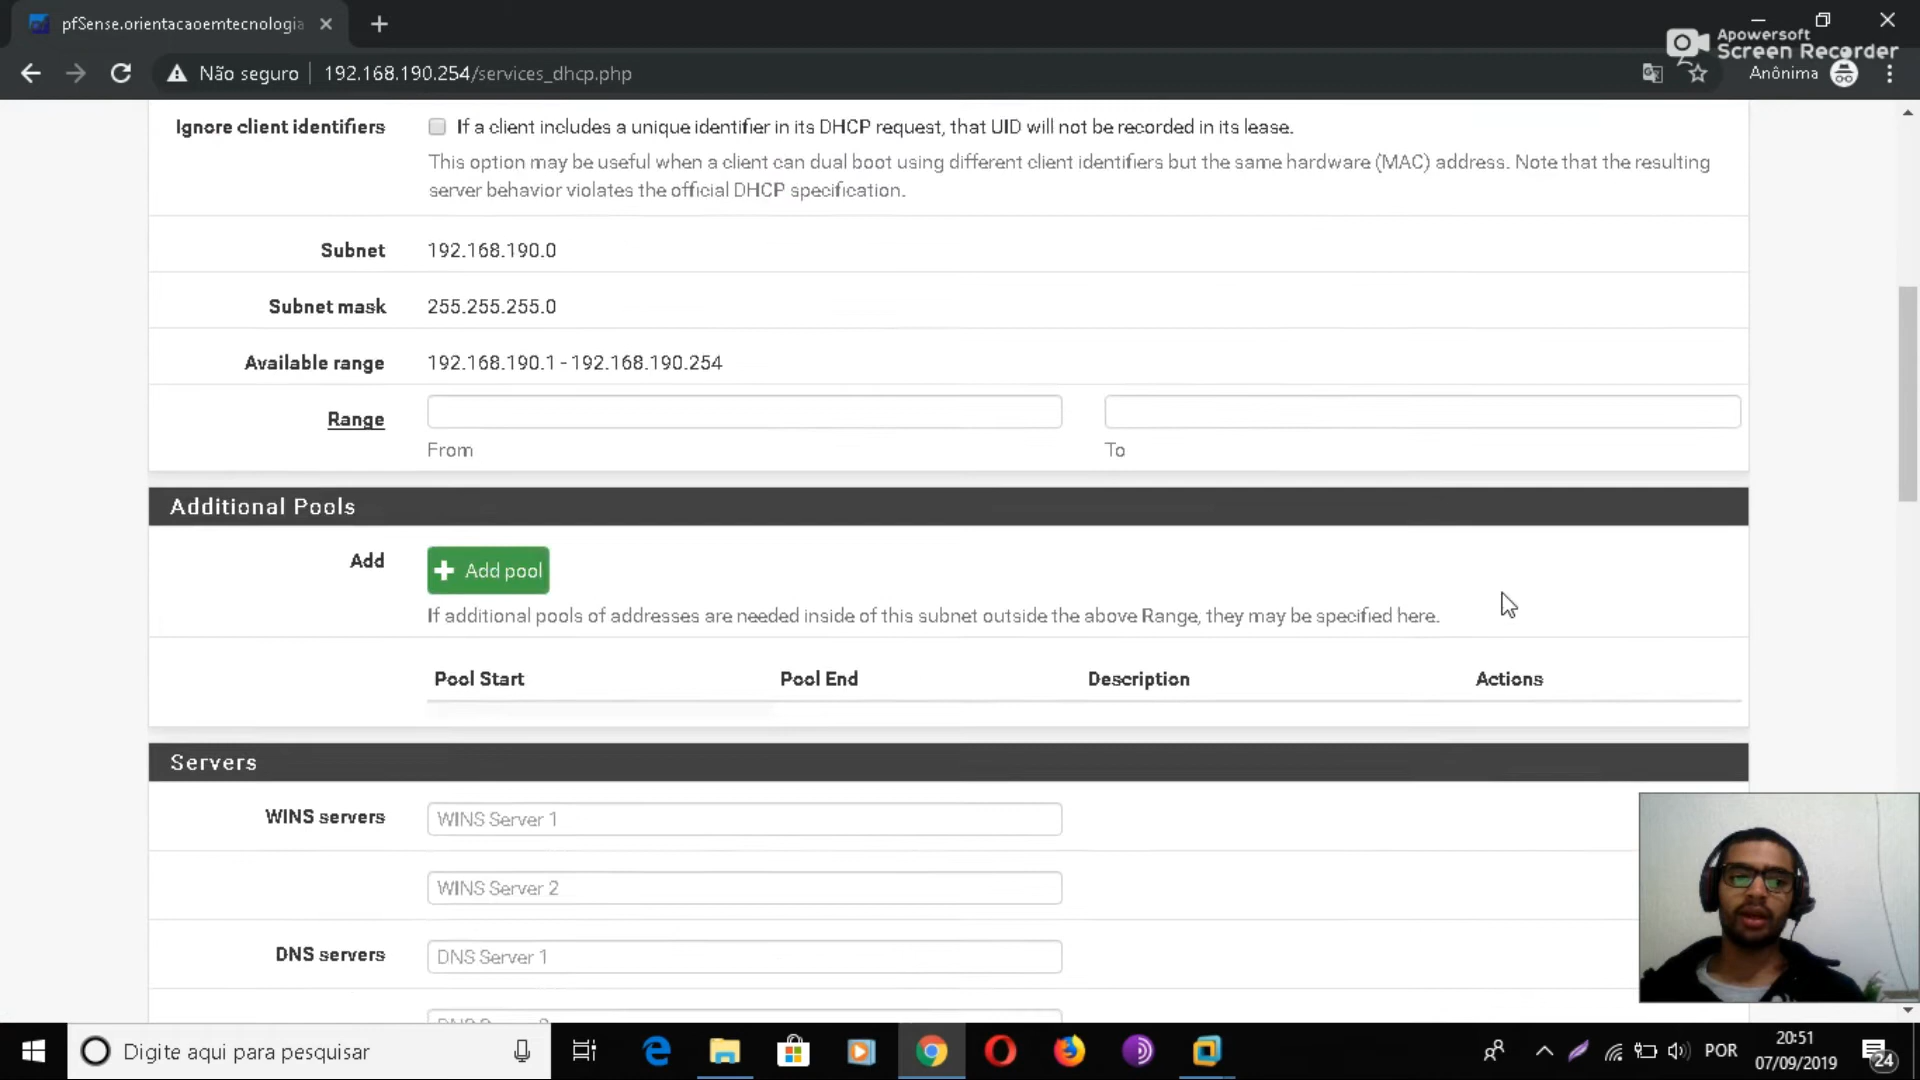 pfSense.orientacaoemtecnologia
Apowersoft
Screen Recorder
Não seguro
192.168.190.254/services_dhcp.php
Anônima
Ignore client identifiers
If a client includes a unique identifier in its DHCP request, that UID will not be recorded in its lease.
This option may be useful when a client can dual boot using different client identifiers but the same hardware (MAC) address. Note that the resulting
server behavior violates the official DHCP specification.
Subnet
192.168.190.0
Subnet mask
255.255.255.0
Available range
192.168.190.1 - 192.168.190.254
Range
From
To
Additional Pools
Add
Add pool
If additional pools of addresses are needed inside of this subnet outside the above Range, they may be specified here.
Pool Start
Pool End
Description
Actions
Servers
WINS servers
WINS Server 1
WINS Server 2
DNS servers
DNS Server 1
Digite aqui para pesquisar
POR
20:51
07/09/2019
24